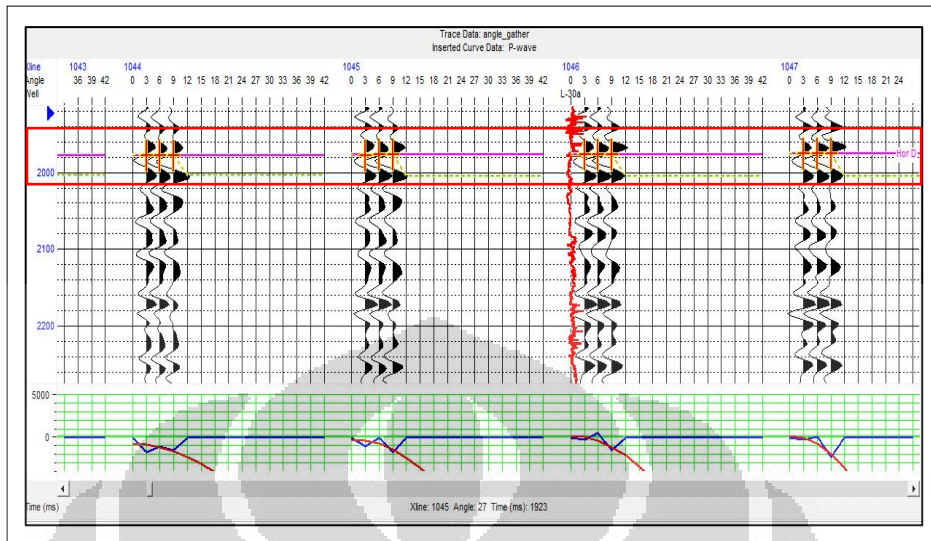 Trace Data: angle_gather
Inserted Curve Data: P-wave
Xline 1043 1044 1045 1046 1047
Angle 36 39 42 0 3 6 9 12 15 18 21 24 27 30 33 36 39 42 0 3 6 9 12 15 18 21 24 27 30 33 36 39 42 0 3 6 9 12 15 18 21 24 27 30 33 36 39 42 0 3 6 9 12 15 18 21 24
Well L-30a
Hor D
2000
2100
2200
5000
0
Time (ms) Xline: 1045 Angle: 27 Time (ms): 1923